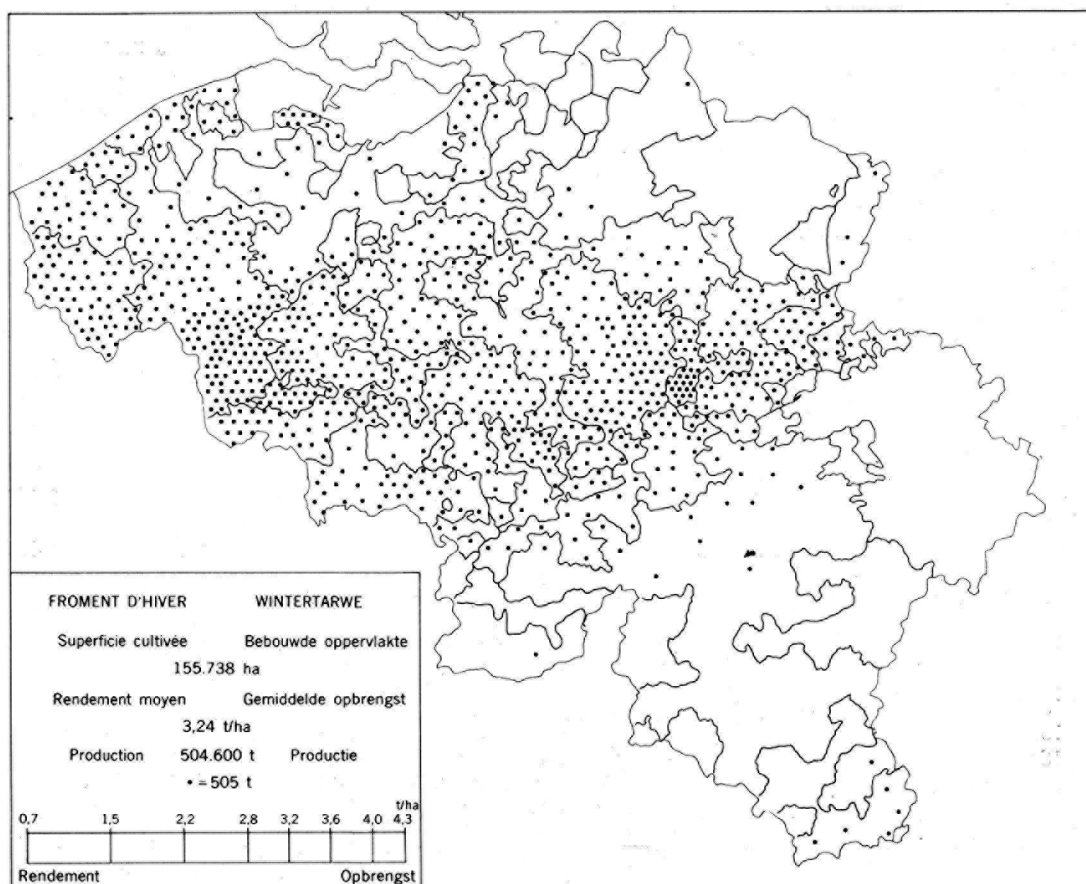 FROMENT D'HIVER WINTERTARWE
Superficie cultivée Bebouwde oppervlakte
155.738 ha
Rendement moyen Gemiddelde opbrengst
3,24 t/ha
Production 504.600 t Productie
• = 505 t
t/ha
0,7 1,5 2,2 2,8 3,2 3,6 4,0 4,3
Rendement Opbrengst